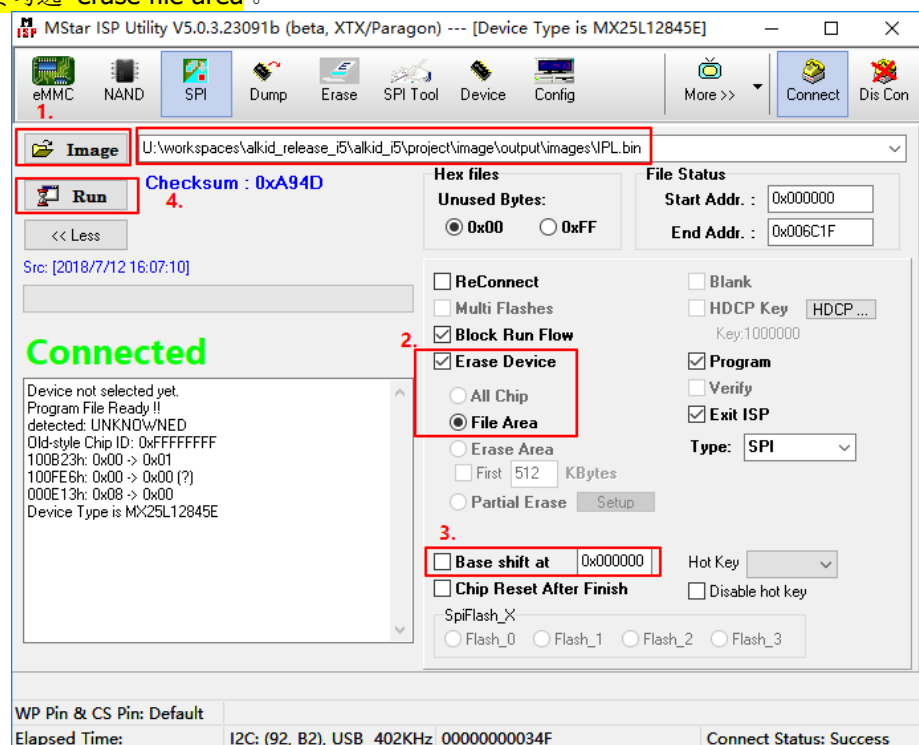 erase file area 。
MStar ISP Utility V5.0.3.23091b (beta, XTX/Paragon) --- [Device Type is MX25L12845E]
eMMC NAND SPI Dump Erase SPI Tool Device Config More >> Connect Dis Con
1.
Image U:\workspaces\alkid_release_i5\alkid_i5\project\image\output\images\IPL.bin
Run
Checksum : 0xA94D
4.
<< Less
Hex files
Unused Bytes:
0x00 0xFF
File Status
Start Addr. : 0x000000
End Addr. : 0x006C1F
Src: [2018/7/12 16:07:10]
Connected
Device not selected yet.
Program File Ready !!
detected: UNKNOWNED
Old-style Chip ID: 0xFFFFFFFF
100B23h: 0x00 -> 0x01
100FE6h: 0x00 -> 0x00 (?)
000E13h: 0x08 -> 0x00
Device Type is MX25L12845E
ReConnect
Multi Flashes
Block Run Flow
2.
Erase Device
All Chip
File Area
Erase Area
First 512 KBytes
Partial Erase Setup
3.
Base shift at 0x000000
Chip Reset After Finish
Blank
HDCP Key HDCP ...
Key:1000000
Program
Verify
Exit ISP
Type: SPI
Hot Key
Disable hot key
SpiFlash_X
Flash_0 Flash_1 Flash_2 Flash_3
WP Pin & CS Pin: Default
Elapsed Time: I2C: (92, B2), USB 402KHz 00000000034F Connect Status: Success